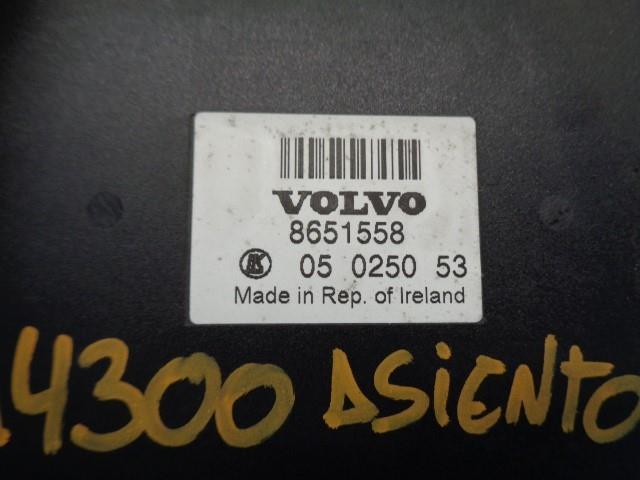 VOLVO
8651558
05 0250 53
Made in Rep. of Ireland
4300 ASIENTO